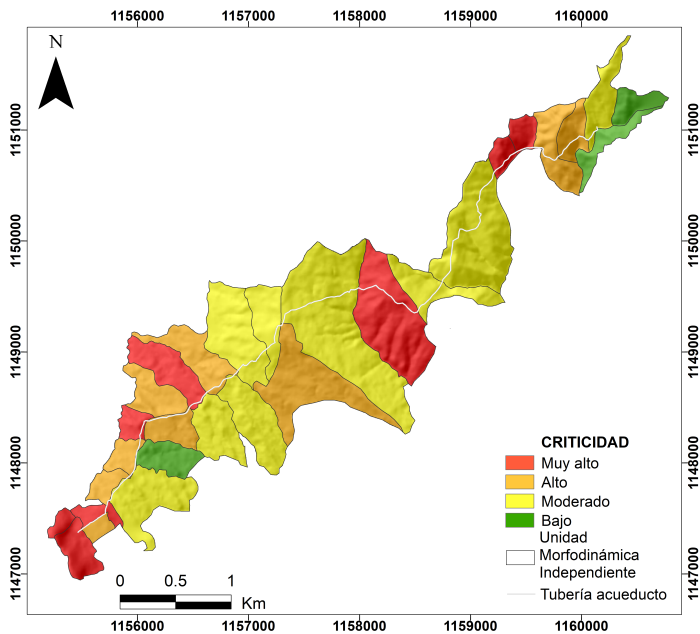 1156000 1157000 1158000 1159000 1160000
N
1151000 1151000
1150000 1150000
1149000 1149000
1148000 1148000
1147000 1147000
CRITICIDAD
Muy alto
Alto
Moderado
Bajo
Unidad
Morfodinámica
Independiente
Tubería acueducto
0 0.5 1
Km
1156000 1157000 1158000 1159000 1160000